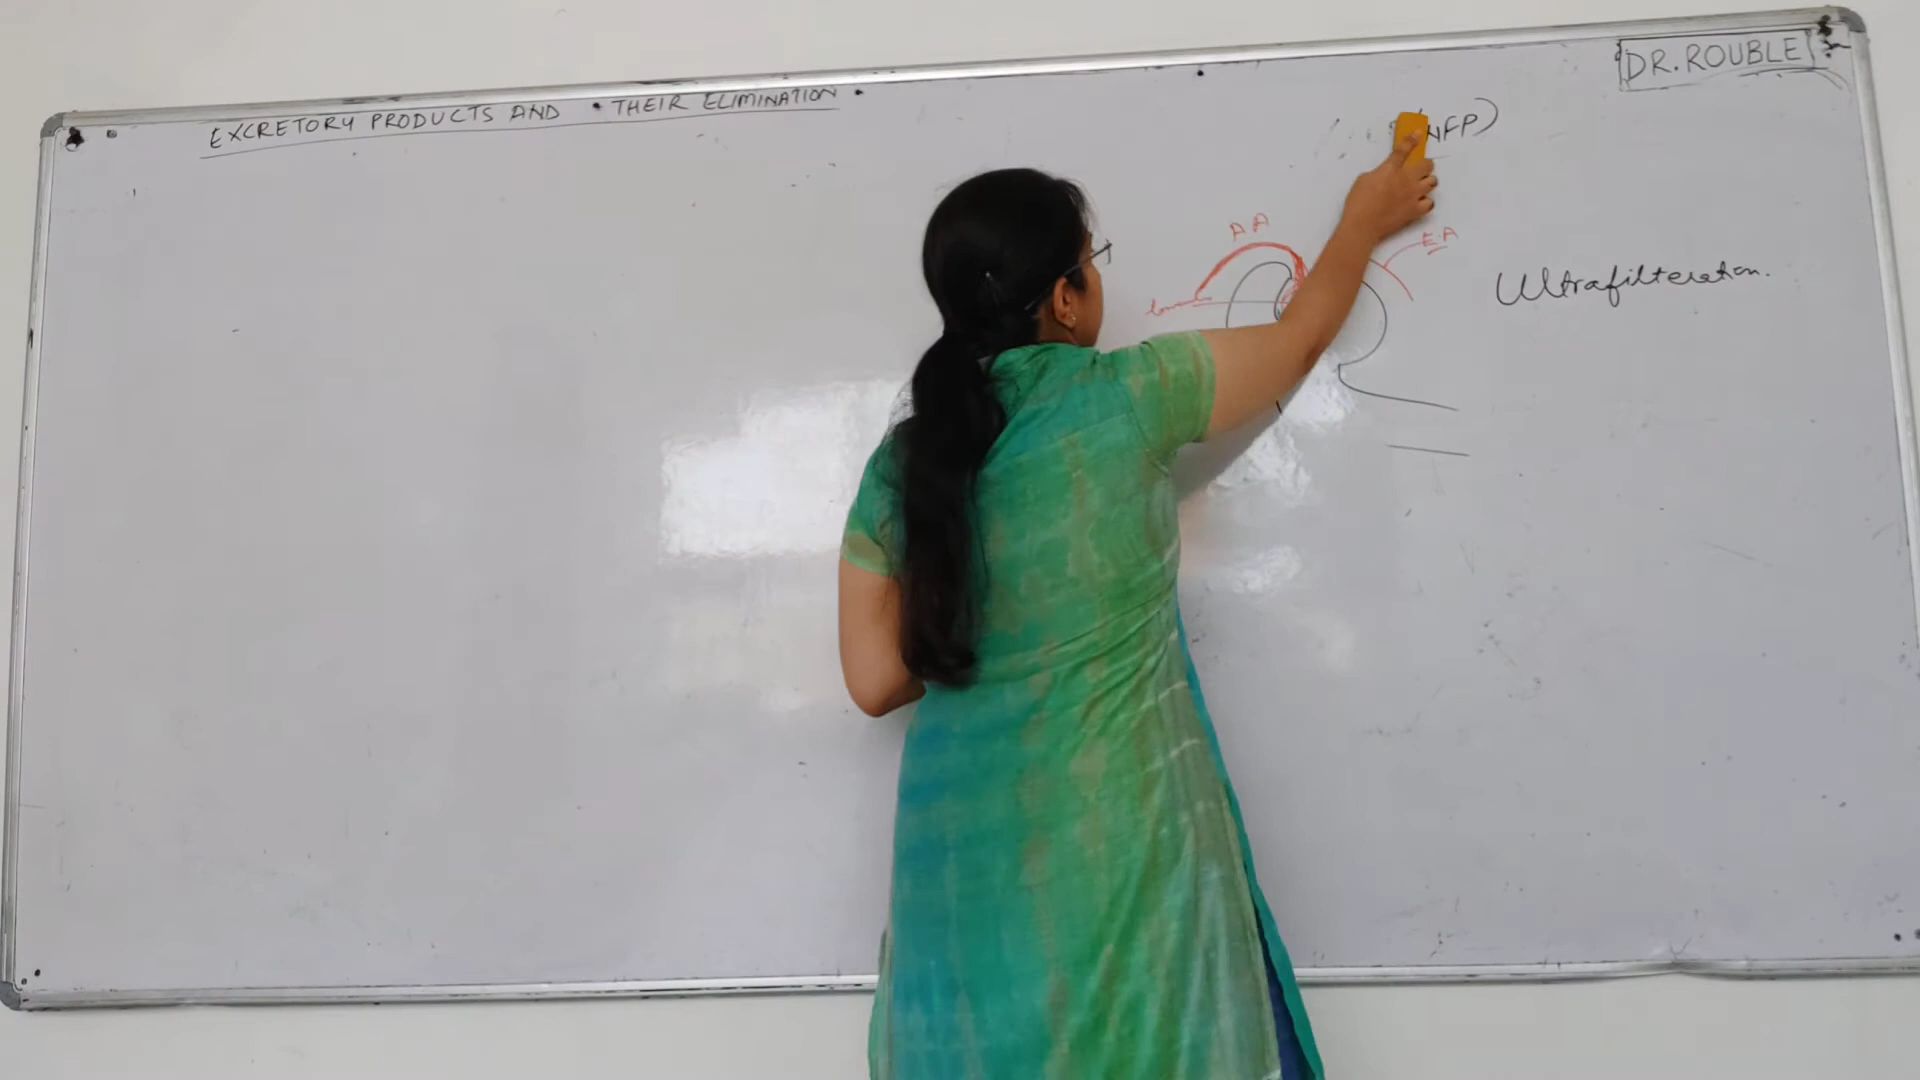 DR. ROUBLE
EXCRETORY PRODUCTS AND • THEIR ELIMINATION •
NFP)
A A
E.A
Ultrafilteration.